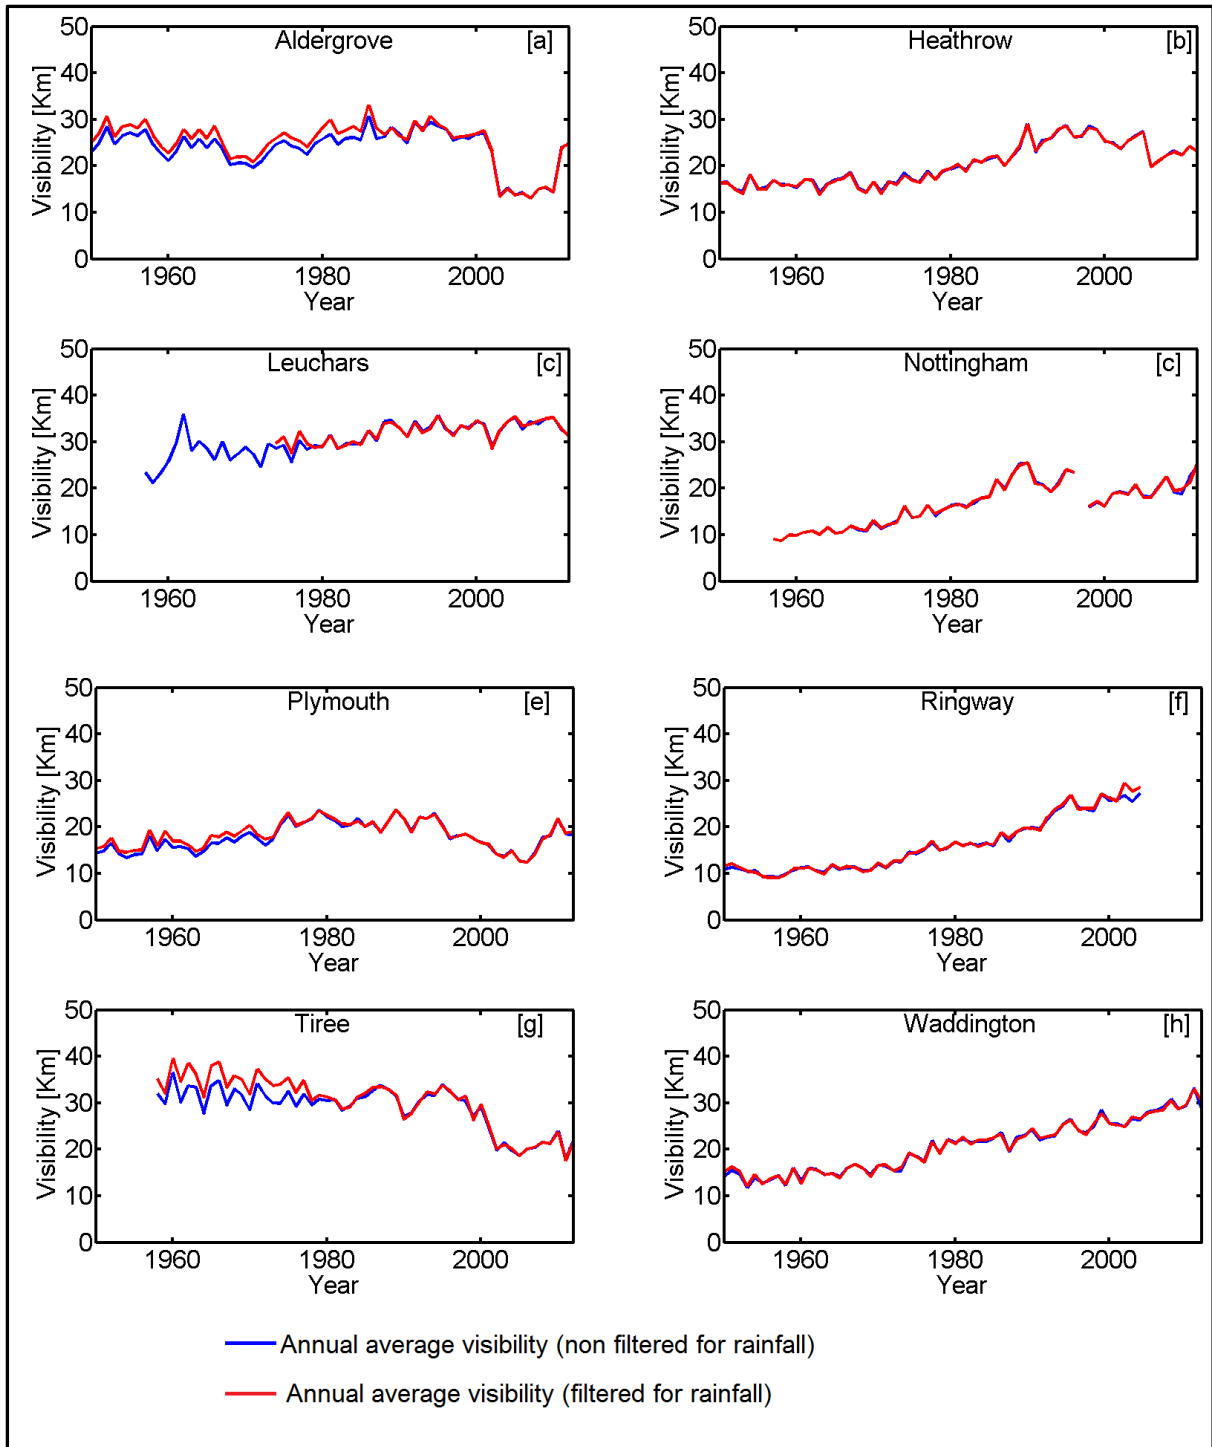 50
40
30
20
10
0
Visibility [Km]
Aldergrove [a]
1960 1980 2000
Year
50
40
30
20
10
0
Visibility [Km]
Heathrow [b]
1960 1980 2000
Year
50
40
30
20
10
0
Visibility [Km]
Leuchars [c]
1960 1980 2000
Year
50
40
30
20
10
0
Visibility [Km]
Nottingham [c]
1960 1980 2000
Year
50
40
30
20
10
0
Visibility [Km]
Plymouth [e]
1960 1980 2000
Year
50
40
30
20
10
0
Visibility [Km]
Ringway [f]
1960 1980 2000
Year
50
40
30
20
10
0
Visibility [Km]
Tiree [g]
1960 1980 2000
Year
50
40
30
20
10
0
Visibility [Km]
Waddington [h]
1960 1980 2000
Year
Annual average visibility (non filtered for rainfall)
Annual average visibility (filtered for rainfall)